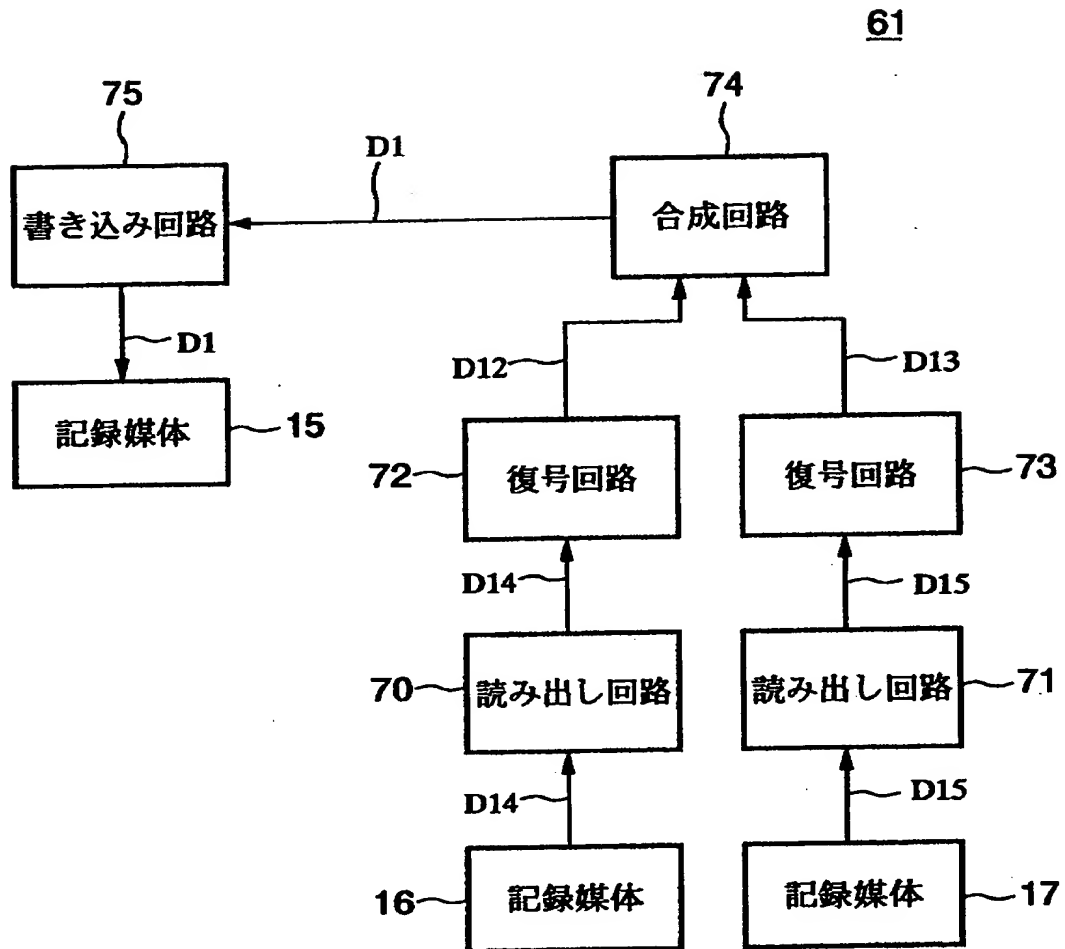 61
75
74
D1
書き込み回路
合成回路
D1
D12
D13
記録媒体
15
72
復号回路
復号回路
73
D14
D15
70
読み出し回路
読み出し回路
71
D14
D15
16
記録媒体
記録媒体
17